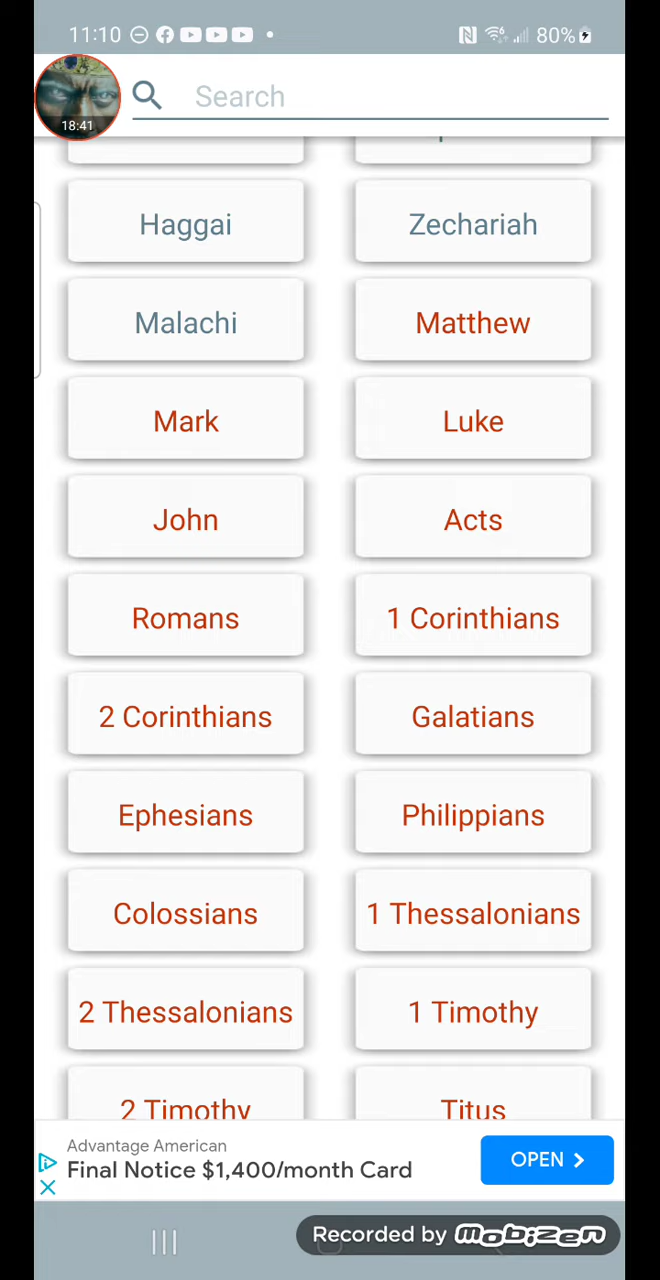 11:10 80%
18:41
Search
Haggai Zechariah
Malachi Matthew
Mark Luke
John Acts
Romans 1 Corinthians
2 Corinthians Galatians
Ephesians Philippians
Colossians 1 Thessalonians
2 Thessalonians 1 Timothy
2 Timothy Titus
Advantage American
Final Notice $1,400/month Card
OPEN
Recorded by mobizen